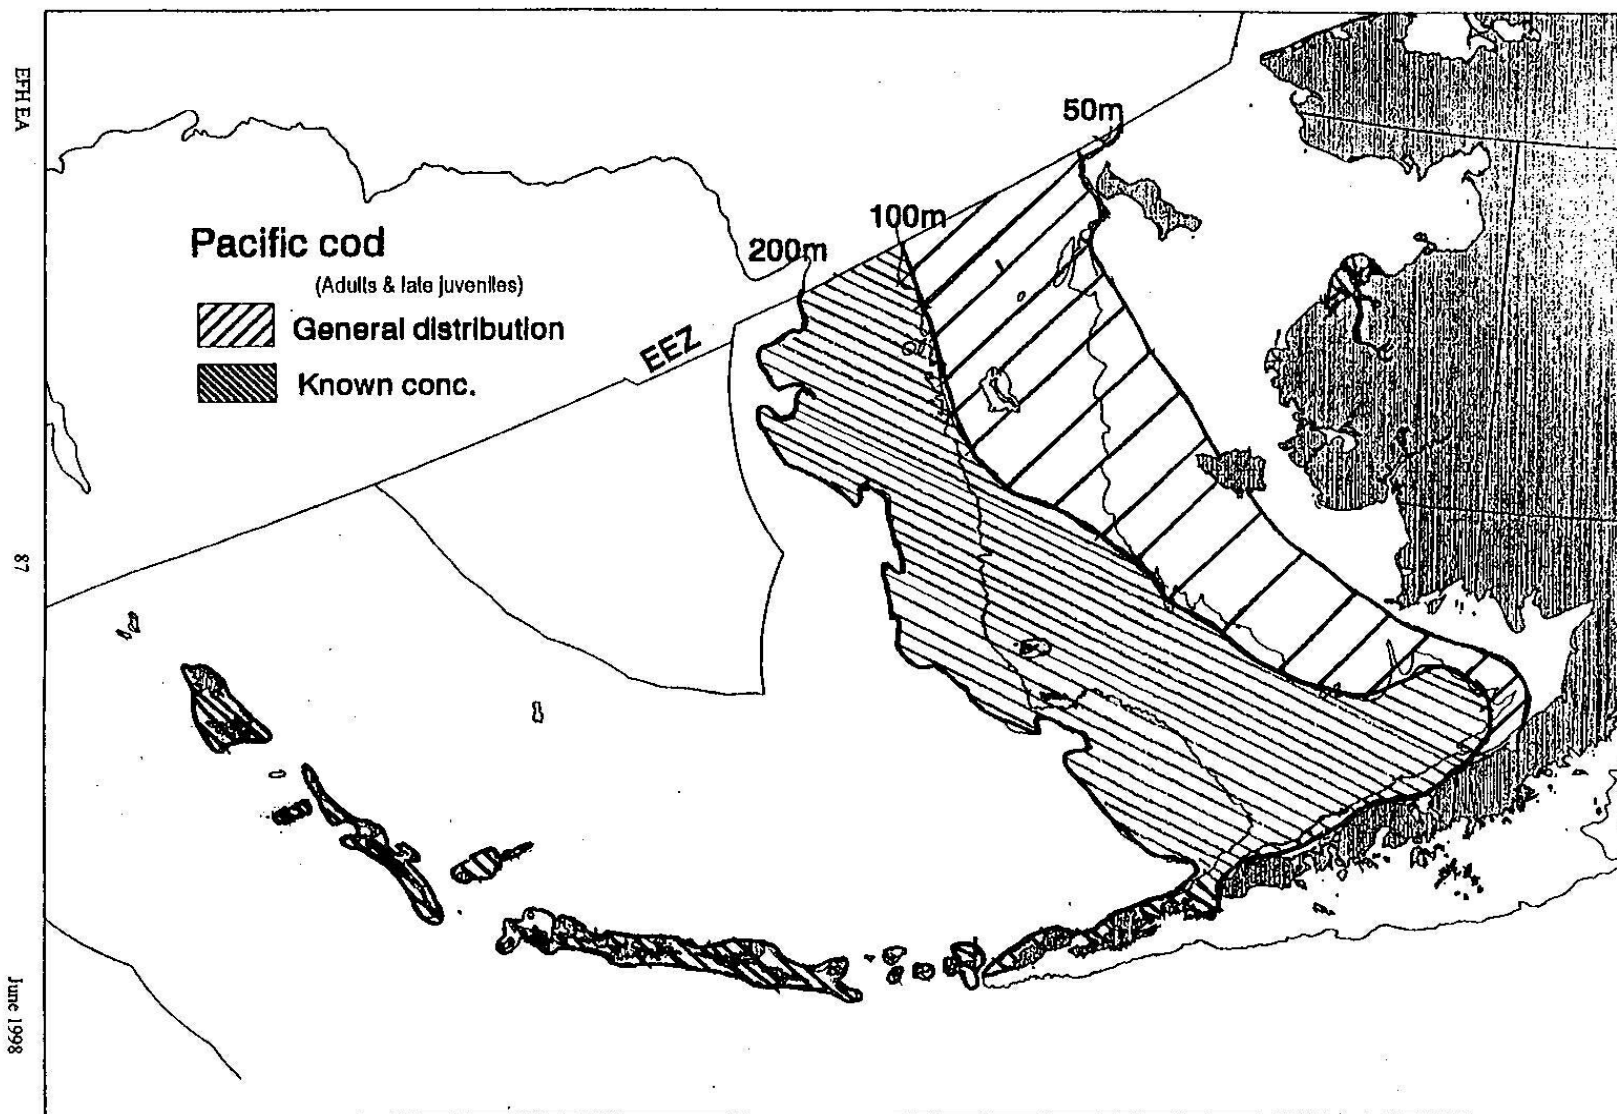 EFH EA
87
June 1998
50m
100m
200m
Pacific cod
(Adults & late juveniles)
General distribution
Known conc.
EEZ